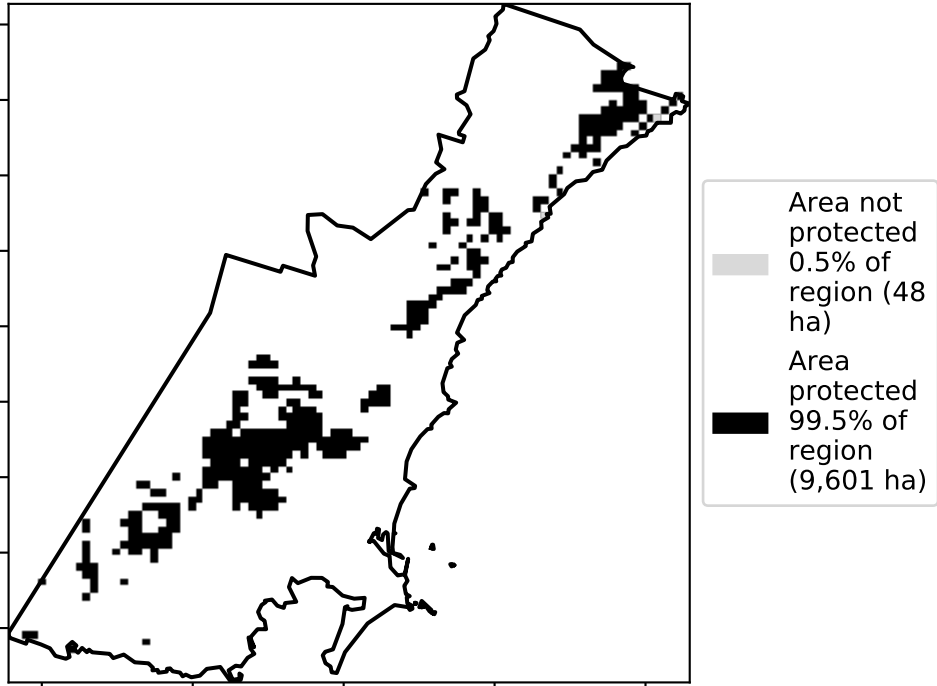 Area not
protected
0.5% of
region (48
ha)
Area
protected
99.5% of
region
(9,601 ha)